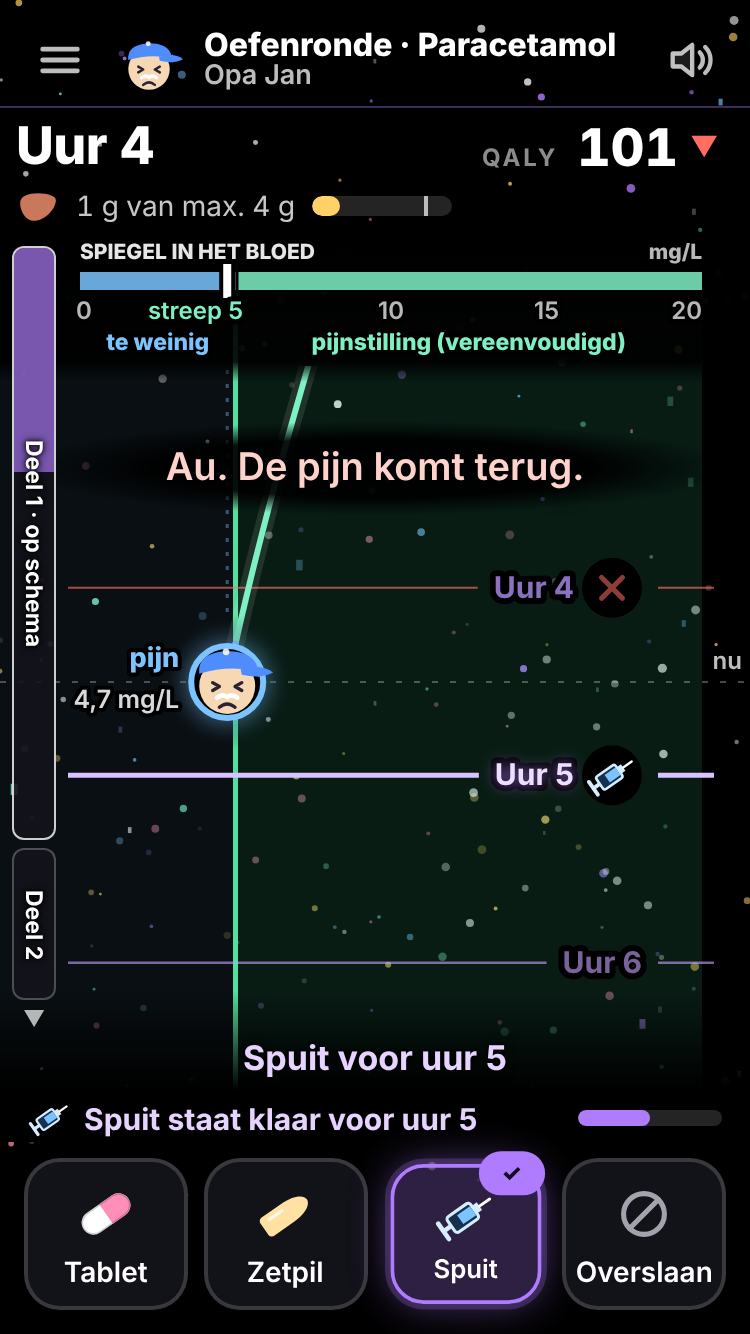 Oefenronde · Paracetamol
Opa Jan
Uur 4
QALY 101
1 g van max. 4 g
SPIEGEL IN HET BLOED mg/L
0 streep 5 10 15 20
te weinig pijnstilling (vereenvoudigd)
Deel 1 · op schema
Au. De pijn komt terug.
Uur 4
pijn
nu
4,7 mg/L
Uur 5
Deel 2
Uur 6
Spuit voor uur 5
Spuit staat klaar voor uur 5
Tablet Zetpil Spuit Overslaan